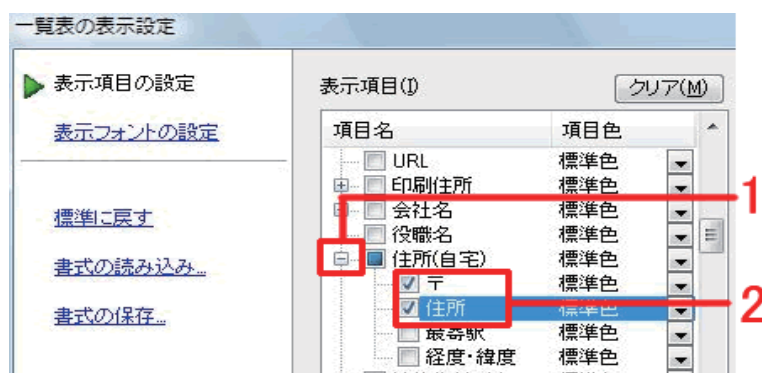 一覧表の表示設定
表示項目の設定
表示フォントの設定
標準に戻す
書式の読み込み...
書式の保存...
表示項目(I)
クリア(M)
項目名 項目色
URL 標準色
印刷住所 標準色
会社名 標準色
役職名 標準色
住所(自宅) 標準色
〒 標準色
住所 標準色
最寄駅 標準色
経度・緯度 標準色
1
2